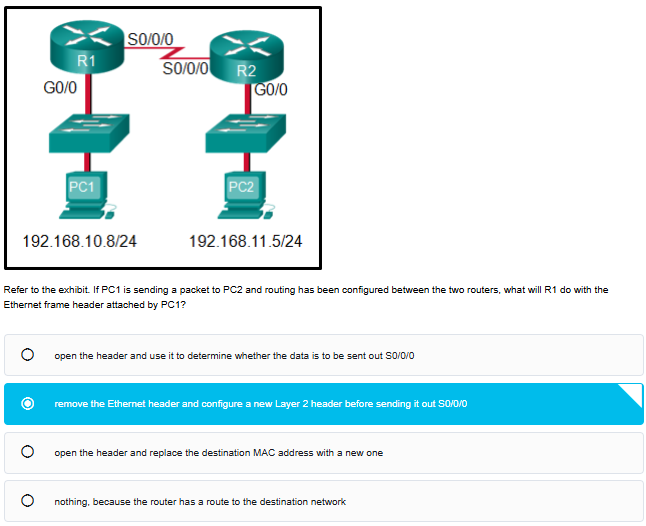 S0/0/0
R1
S0/0/0
R2
G0/0
G0/0
PC1
PC2
192.168.10.8/24
192.168.11.5/24
Refer to the exhibit. If PC1 is sending a packet to PC2 and routing has been configured between the two routers, what will R1 do with the
Ethernet frame header attached by PC1?
open the header and use it to determine whether the data is to be sent out S0/0/0
remove the Ethernet header and configure a new Layer 2 header before sending it out S0/0/0
open the header and replace the destination MAC address with a new one
nothing, because the router has a route to the destination network